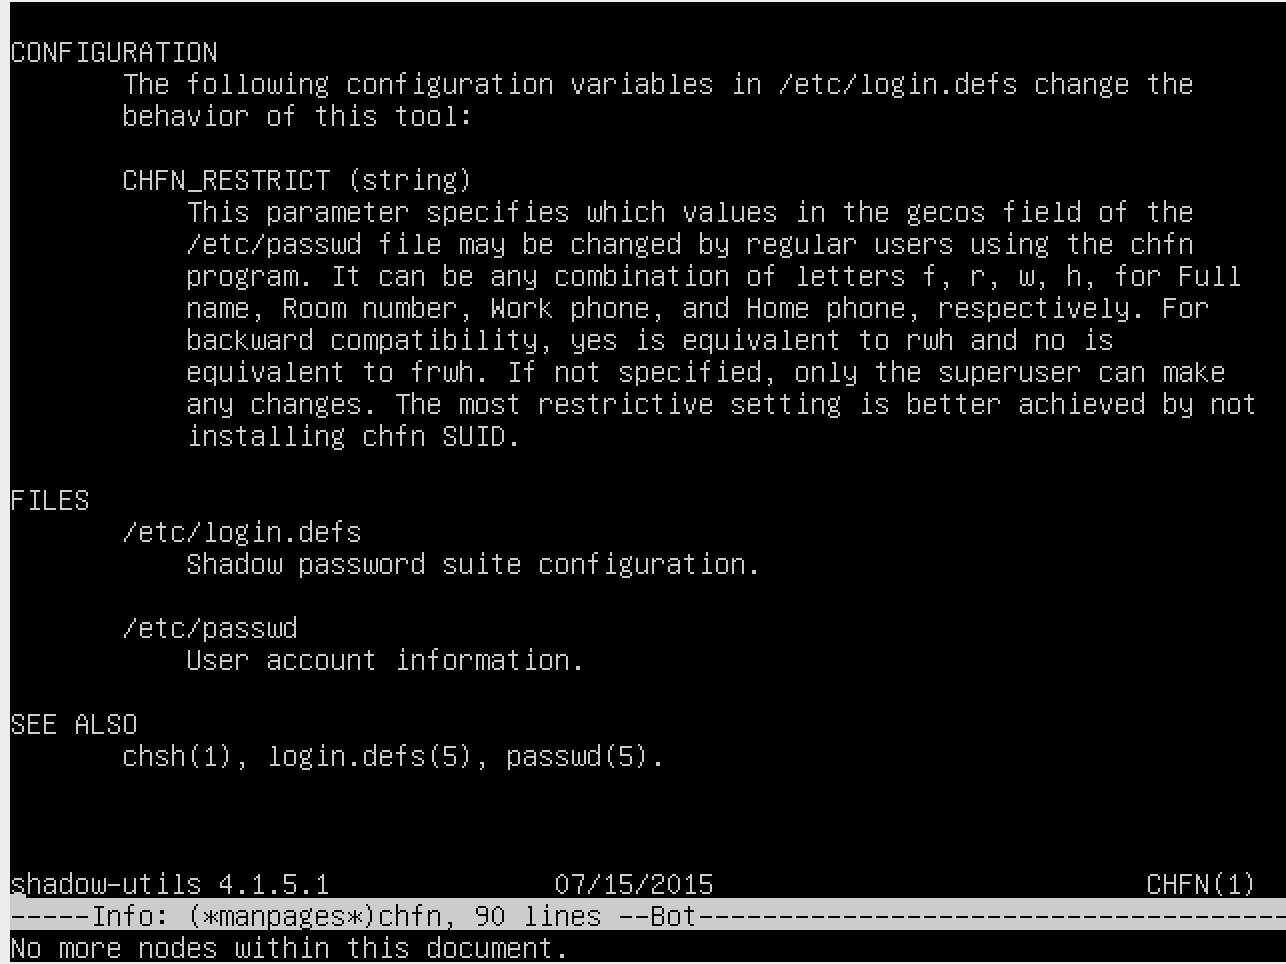 CONFIGURATION
The following configuration variables in /etc/login.defs change the
behavior of this tool:
CHFN_RESTRICT (string)
This parameter specifies which values in the gecos field of the
/etc/passwd file may be changed by regular users using the chfn
program. It can be any combination of letters f, r, w, h, for Full
name, Room number, Work phone, and Home phone, respectively. For
backward compatibility, yes is equivalent to rwh and no is
equivalent to frwh. If not specified, only the superuser can make
any changes. The most restrictive setting is better achieved by not
installing chfn SUID.
FILES
/etc/login.defs
Shadow password suite configuration.
/etc/passwd
User account information.
SEE ALSO
chsh(1), login.defs(5), passwd(5).
shadow-utils 4.1.5.1 07/15/2015 CHFN(1)
-----Info: (*manpages*)chfn, 90 lines --Bot-------------------------------------
No more nodes within this document.